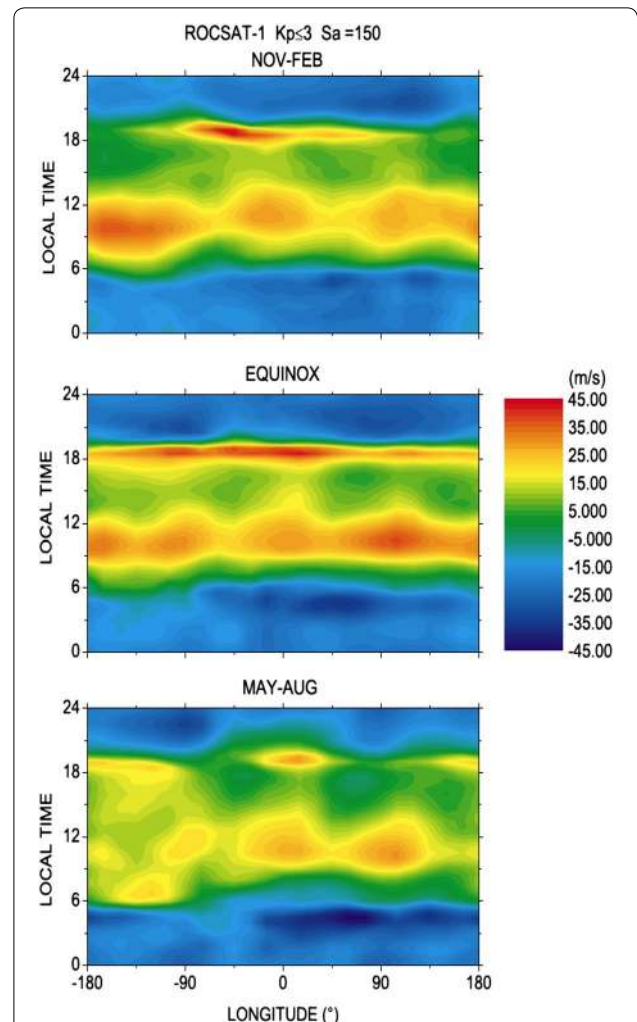 ROCSAT-1 Kp≤3 Sa =150
NOV-FEB
24
18
12
6
0
LOCAL TIME
EQUINOX
24
18
12
6
0
LOCAL TIME
(m/s)
45.00
35.00
25.00
15.00
5.000
-5.000
-15.00
-25.00
-35.00
-45.00
MAY-AUG
24
18
12
6
0
LOCAL TIME
-180 -90 0 90 180
LONGITUDE (°)